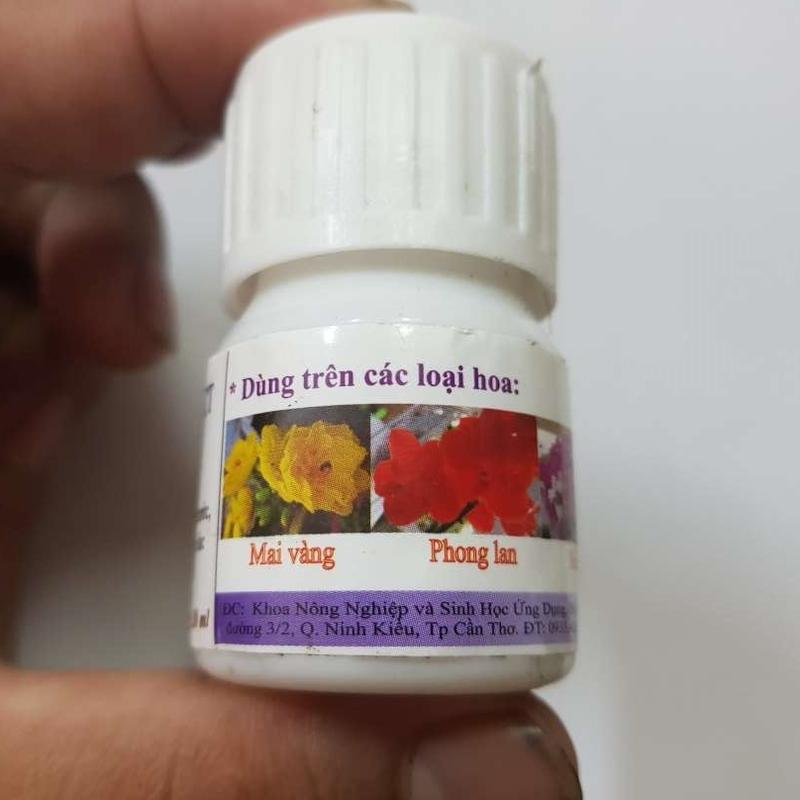 * Dùng trên các loại hoa:
Mai vàng
Phong lan
ĐC: Khoa Nông Nghiệp và Sinh Học Ứng Dụng,
đường 3/2, Q. Ninh Kiều, Tp Cần Thơ. ĐT:
ml